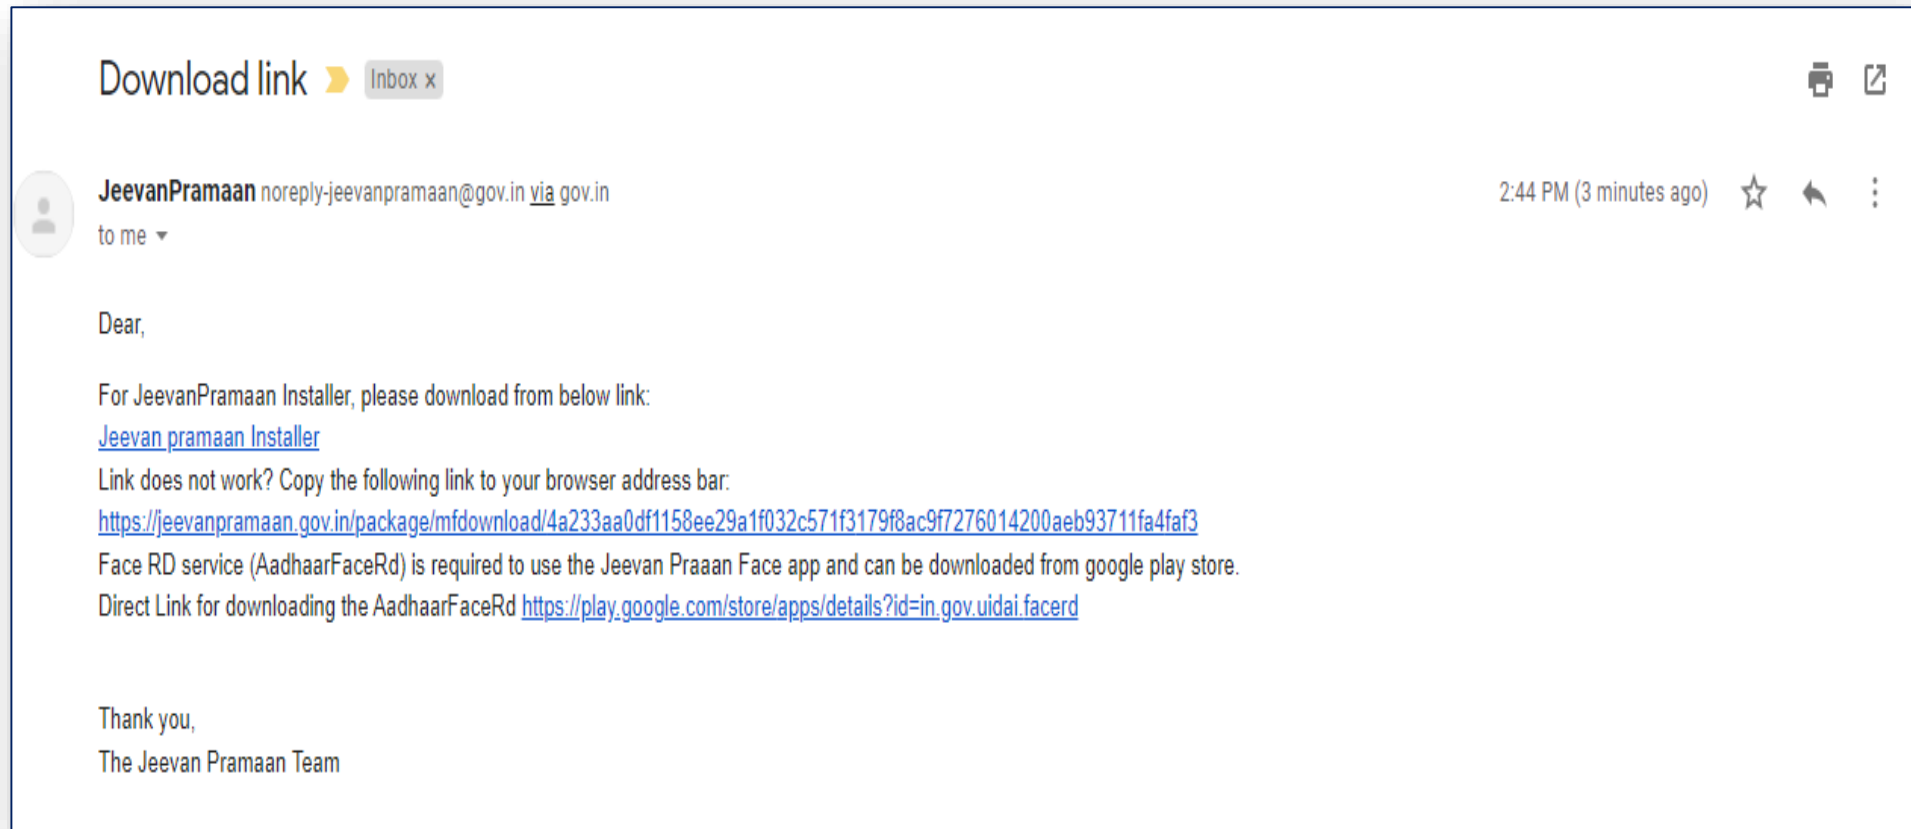 Download link Inbox x
JeevanPramaan noreply-jeevanpramaan@gov.in via gov.in 2:44 PM (3 minutes ago)
to me
Dear,
For JeevanPramaan Installer, please download from below link:
Jeevan pramaan Installer
Link does not work? Copy the following link to your browser address bar:
https://jeevanpramaan.gov.in/package/mfdownload/4a233aa0df1158ee29a1f032c571f3179f8ac9f7276014200aeb93711fa4faf3
Face RD service (AadhaarFaceRd) is required to use the Jeevan Praaan Face app and can be downloaded from google play store.
Direct Link for downloading the AadhaarFaceRd https://play.google.com/store/apps/details?id=in.gov.uidai.facerd
Thank you,
The Jeevan Pramaan Team